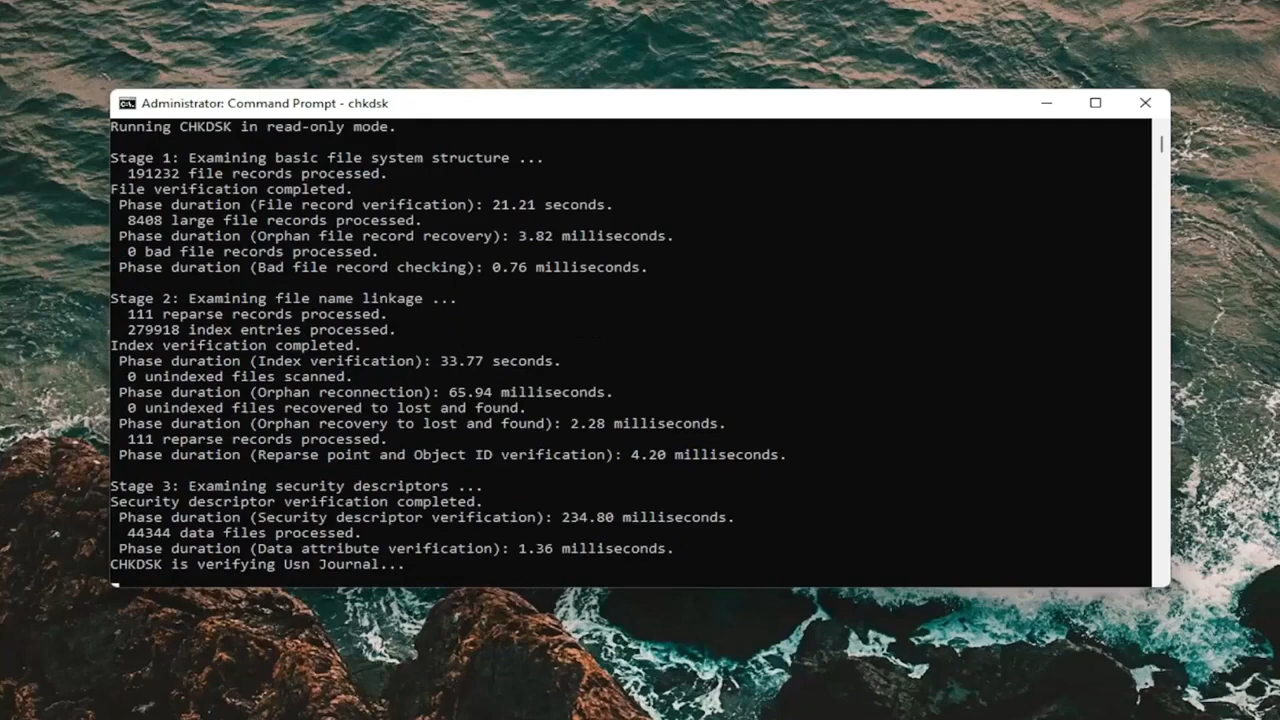 Administrator: Command Prompt - chkdsk
Running CHKDSK in read-only mode.
Stage 1: Examining basic file system structure ...
191232 file records processed.
File verification completed.
Phase duration (File record verification): 21.21 seconds.
8408 large file records processed.
Phase duration (Orphan file record recovery): 3.82 milliseconds.
0 bad file records processed.
Phase duration (Bad file record checking): 0.76 milliseconds.
Stage 2: Examining file name linkage ...
111 reparse records processed.
279918 index entries processed.
Index verification completed.
Phase duration (Index verification): 33.77 seconds.
0 unindexed files scanned.
Phase duration (Orphan reconnection): 65.94 milliseconds.
0 unindexed files recovered to lost and found.
Phase duration (Orphan recovery to lost and found): 2.28 milliseconds.
111 reparse records processed.
Phase duration (Reparse point and Object ID verification): 4.20 milliseconds.
Stage 3: Examining security descriptors ...
Security descriptor verification completed.
Phase duration (Security descriptor verification): 234.80 milliseconds.
44344 data files processed.
Phase duration (Data attribute verification): 1.36 milliseconds.
CHKDSK is verifying Usn Journal...